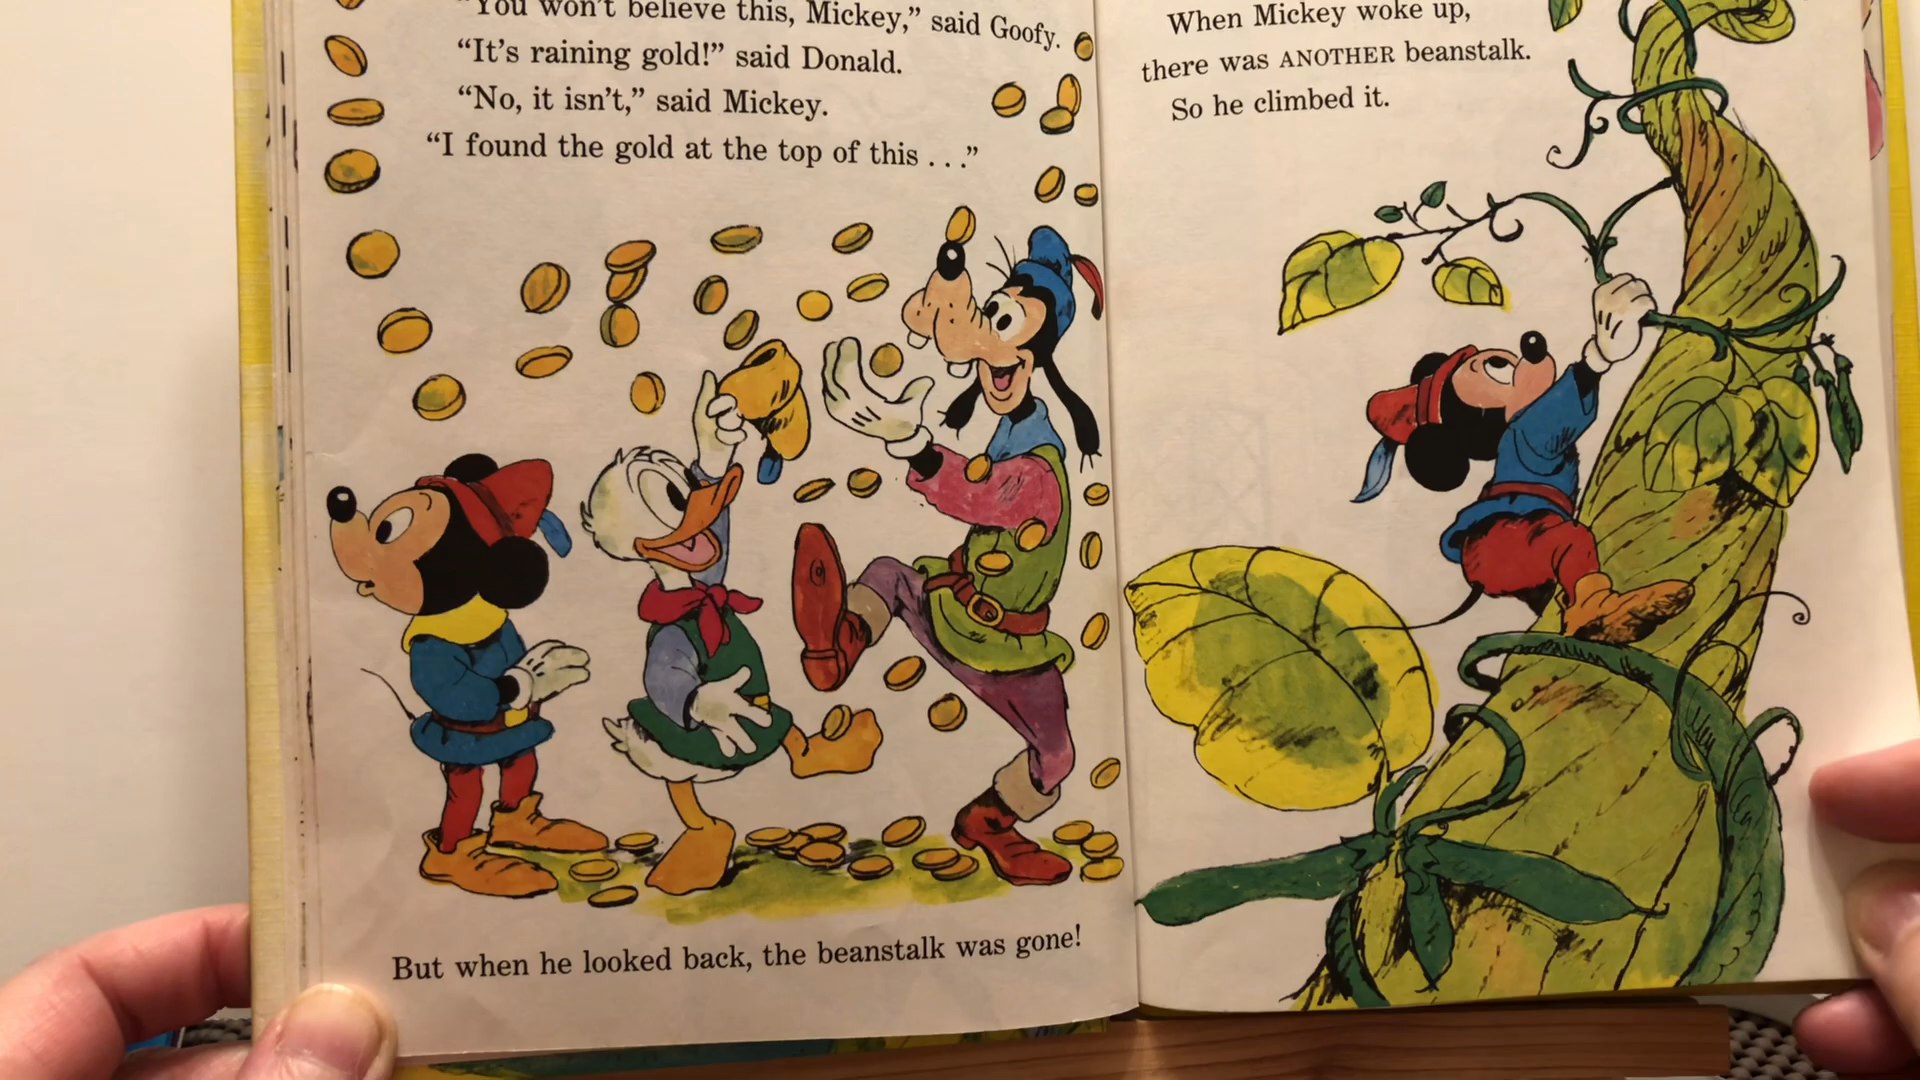 "You won't believe this, Mickey," said Goofy.
"It's raining gold!" said Donald.
"No, it isn't," said Mickey.
"I found the gold at the top of this . . ."
But when he looked back, the beanstalk was gone!
When Mickey woke up,
there was ANOTHER beanstalk.
So he climbed it.